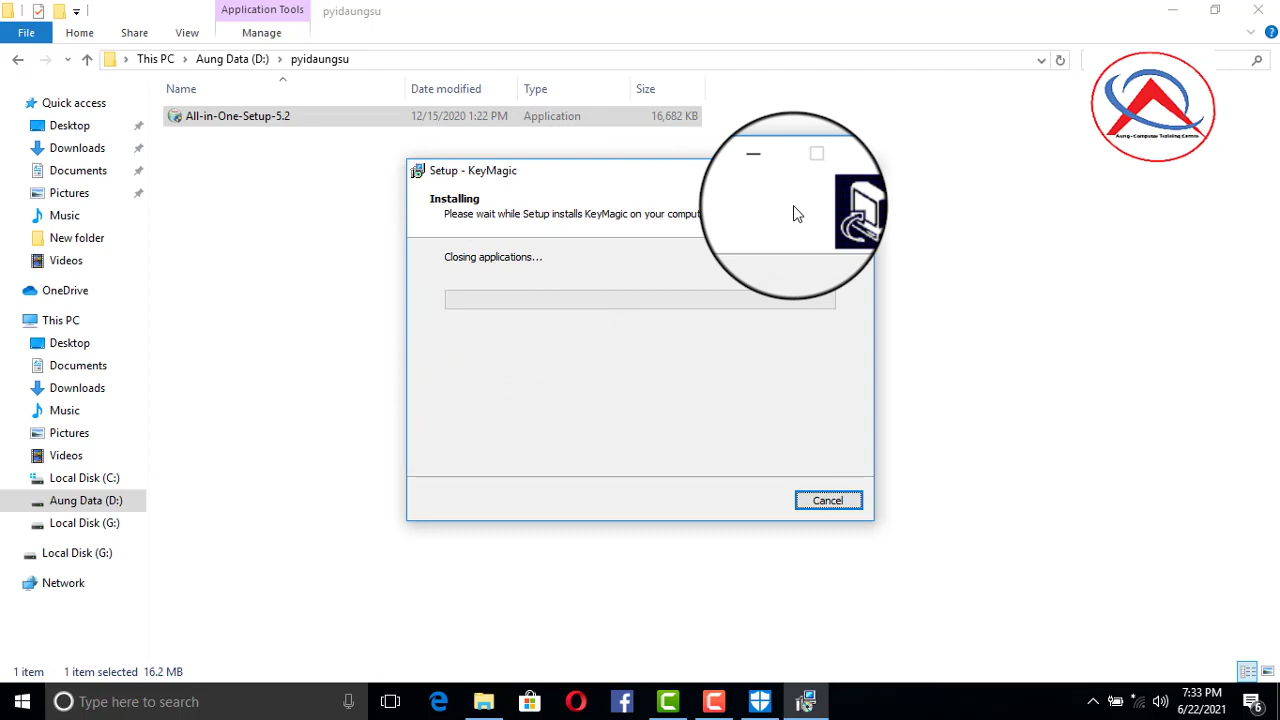 Application Tools
pyidaungsu
File
Home
Share
View
Manage
This PC
Aung Data (D:)
pyidaungsu
Name
Date modified
Type
Size
Quick access
Desktop
Downloads
Documents
Pictures
Music
New folder
Videos
OneDrive
This PC
Desktop
Documents
Downloads
Music
Pictures
Videos
Local Disk (C:)
Aung Data (D:)
Local Disk (G:)
Local Disk (G:)
Network
All-in-One-Setup-5.2
12/15/2020 1:22 PM
Application
16,682 KB
Aung-Computer Training Centre
Setup - KeyMagic
Installing
Please wait while Setup installs KeyMagic on your comput
Closing applications...
Cancel
1 item
1 item selected 16.2 MB
Type here to search
7:33 PM
6/22/2021
6